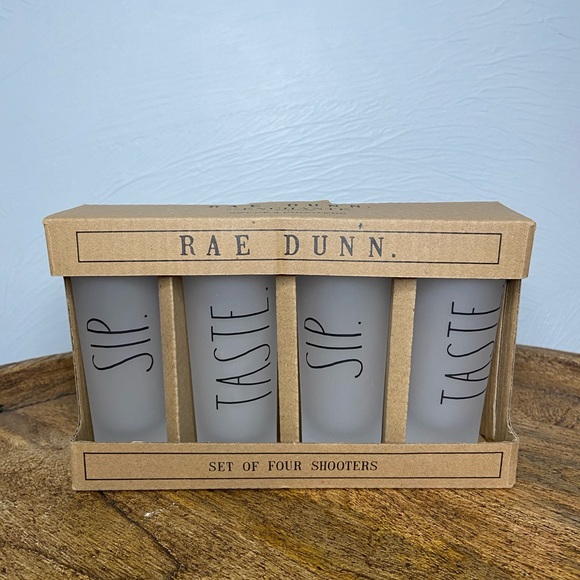 RAE DUNN.
SIP.
TASTE.
SIP.
TASTE
SET OF FOUR SHOOTERS